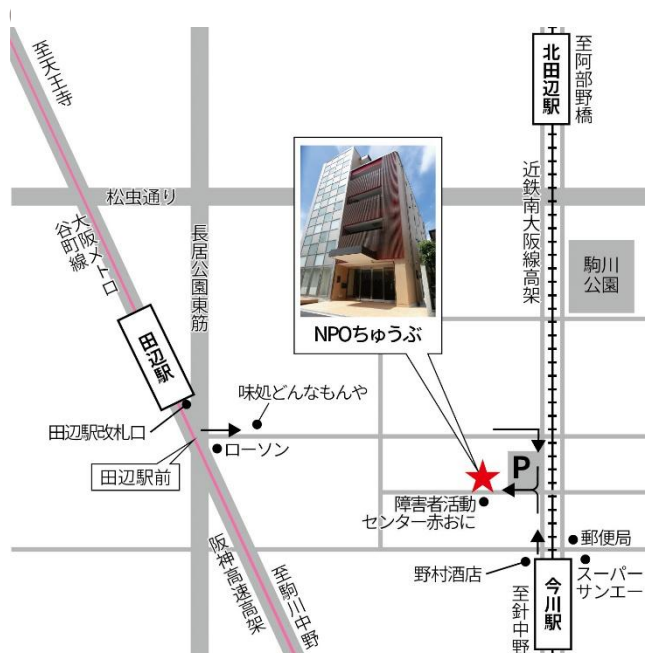 至天王寺
北田辺駅
至阿部野橋
松虫通り
大阪メトロ
谷町線
長居公園東筋
近鉄南大阪線高架
駒川
公園
NPOちゅうぶ
田辺駅
味処どんなもんや
田辺駅改札口
ローソン
田辺駅前
P
障害者活動
センター赤おに
郵便局
野村酒店
スーパー
サンエー
今川駅
阪神高速高架
至駒川中野
至針中野